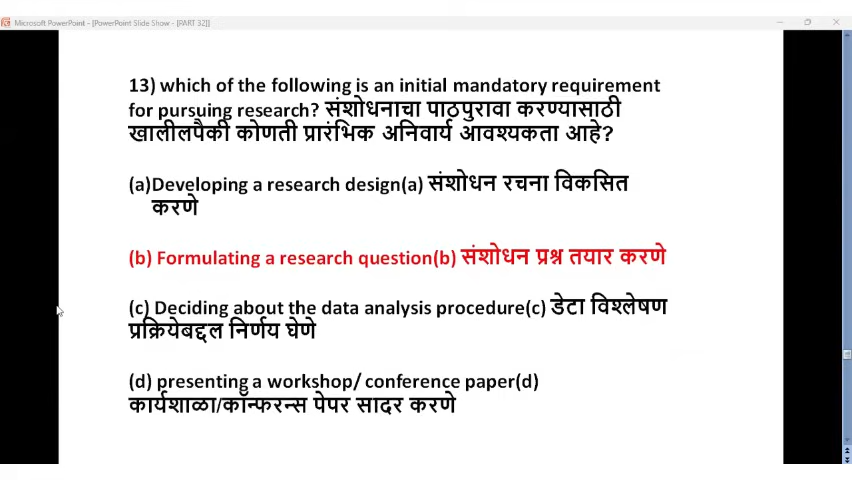 Microsoft PowerPoint - [PowerPoint Slide Show - [PART 32]]
13) which of the following is an initial mandatory requirement
for pursuing research? संशोधनाचा पाठपुरावा करण्यासाठी
खालीलपैकी कोणती प्रारंभिक अनिवार्य आवश्यकता आहे?
(a)Developing a research design(a) संशोधन रचना विकसित
करणे
(b) Formulating a research question(b) संशोधन प्रश्न तयार करणे
(c) Deciding about the data analysis procedure(c) डेटा विश्लेषण
प्रक्रियेबद्दल निर्णय घेणे
(d) presenting a workshop/ conference paper(d)
कार्यशाळा/कॉन्फरन्स पेपर सादर करणे